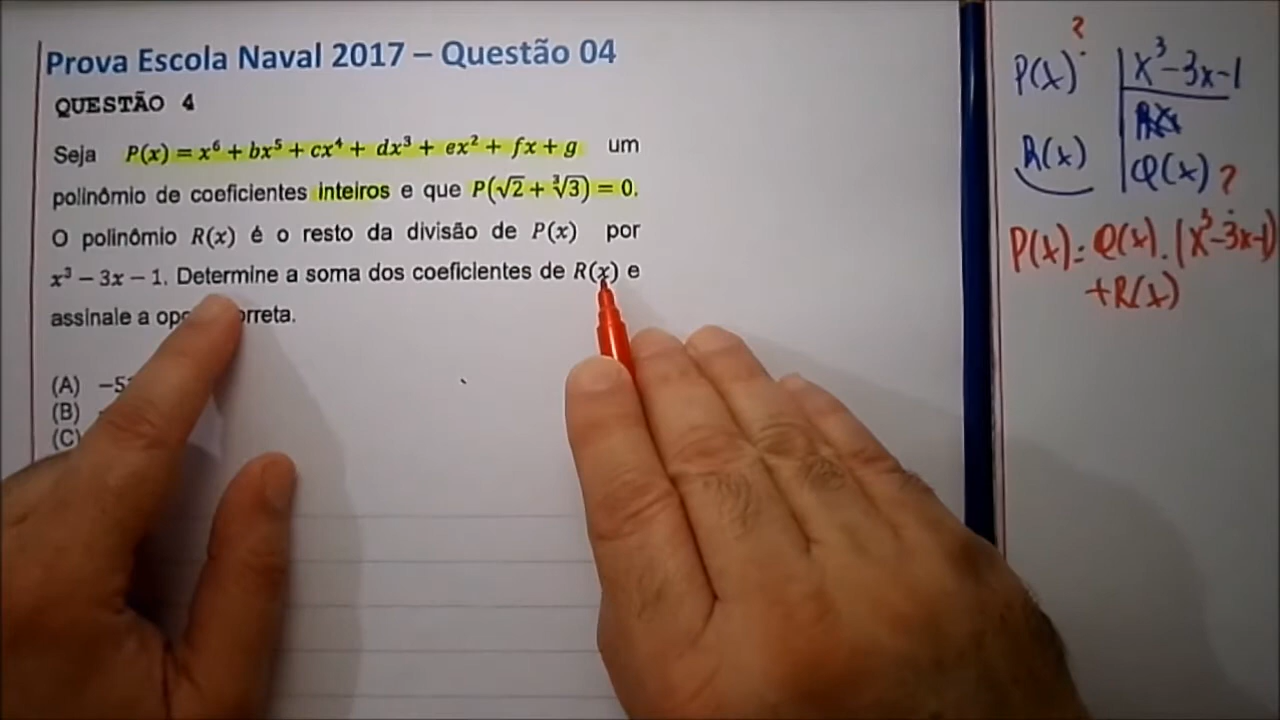 Prova Escola Naval 2017 – Questão 04
QUESTÃO 4
Seja P(x) = x⁶ + bx⁵ + cx⁴ + dx³ + ex² + fx + g um
polinômio de coeficientes inteiros e que P(√2 + ∛3) = 0.
O polinômio R(x) é o resto da divisão de P(x) por
x³ − 3x − 1. Determine a soma dos coeficientes de R(x) e
assinale a
(A)
(B)
(C)
?
P(x) x³-3x-1
R(x) Q(x) ?
P(x) = Q(x) . (x³-3x-1)
+R(x)